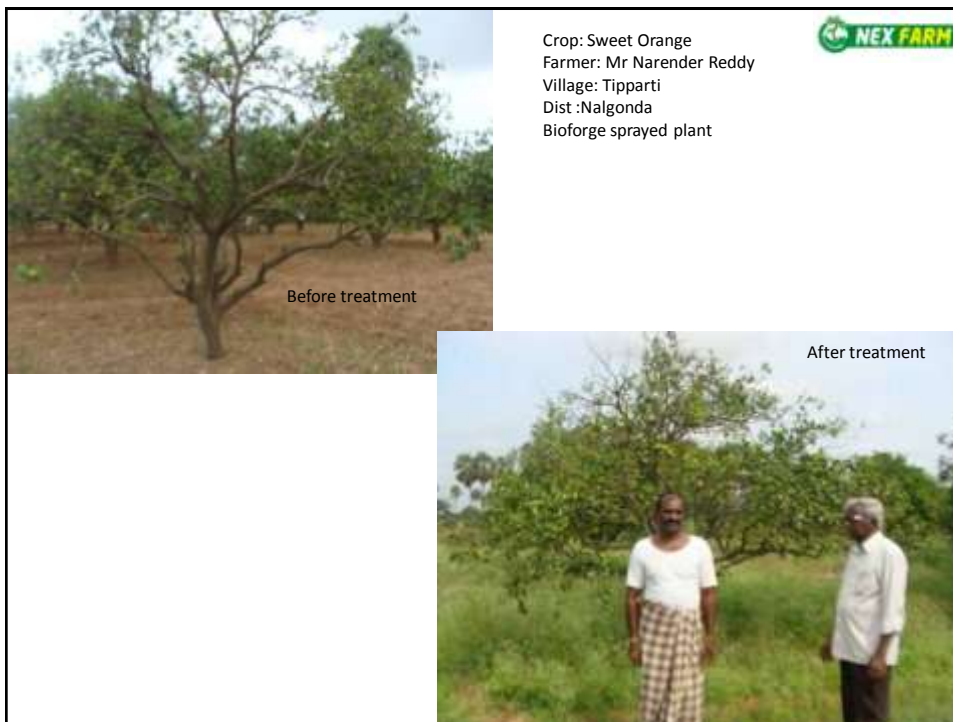 Crop: Sweet Orange
Farmer: Mr Narender Reddy
Village: Tipparti
Dist :Nalgonda
Bioforge sprayed plant
NEX FARM
Before treatment
After treatment